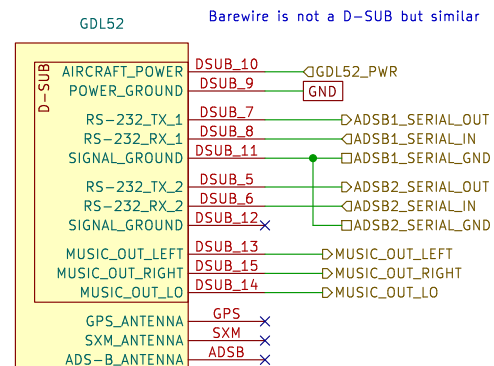 Barewire is not a D-SUB but similar
GDL52
D-SUB
AIRCRAFT_POWER DSUB_10 GDL52_PWR
POWER_GROUND DSUB_9 GND
RS-232_TX_1 DSUB_7 ADSB1_SERIAL_OUT
RS-232_RX_1 DSUB_8 ADSB1_SERIAL_IN
SIGNAL_GROUND DSUB_11 ADSB1_SERIAL_GND
RS-232_TX_2 DSUB_5 ADSB2_SERIAL_OUT
RS-232_RX_2 DSUB_6 ADSB2_SERIAL_IN
SIGNAL_GROUND DSUB_12 ADSB2_SERIAL_GND
MUSIC_OUT_LEFT DSUB_13 MUSIC_OUT_LEFT
MUSIC_OUT_RIGHT DSUB_15 MUSIC_OUT_RIGHT
MUSIC_OUT_LO DSUB_14 MUSIC_OUT_LO
GPS_ANTENNA GPS
SXM_ANTENNA SXM
ADS-B_ANTENNA ADSB